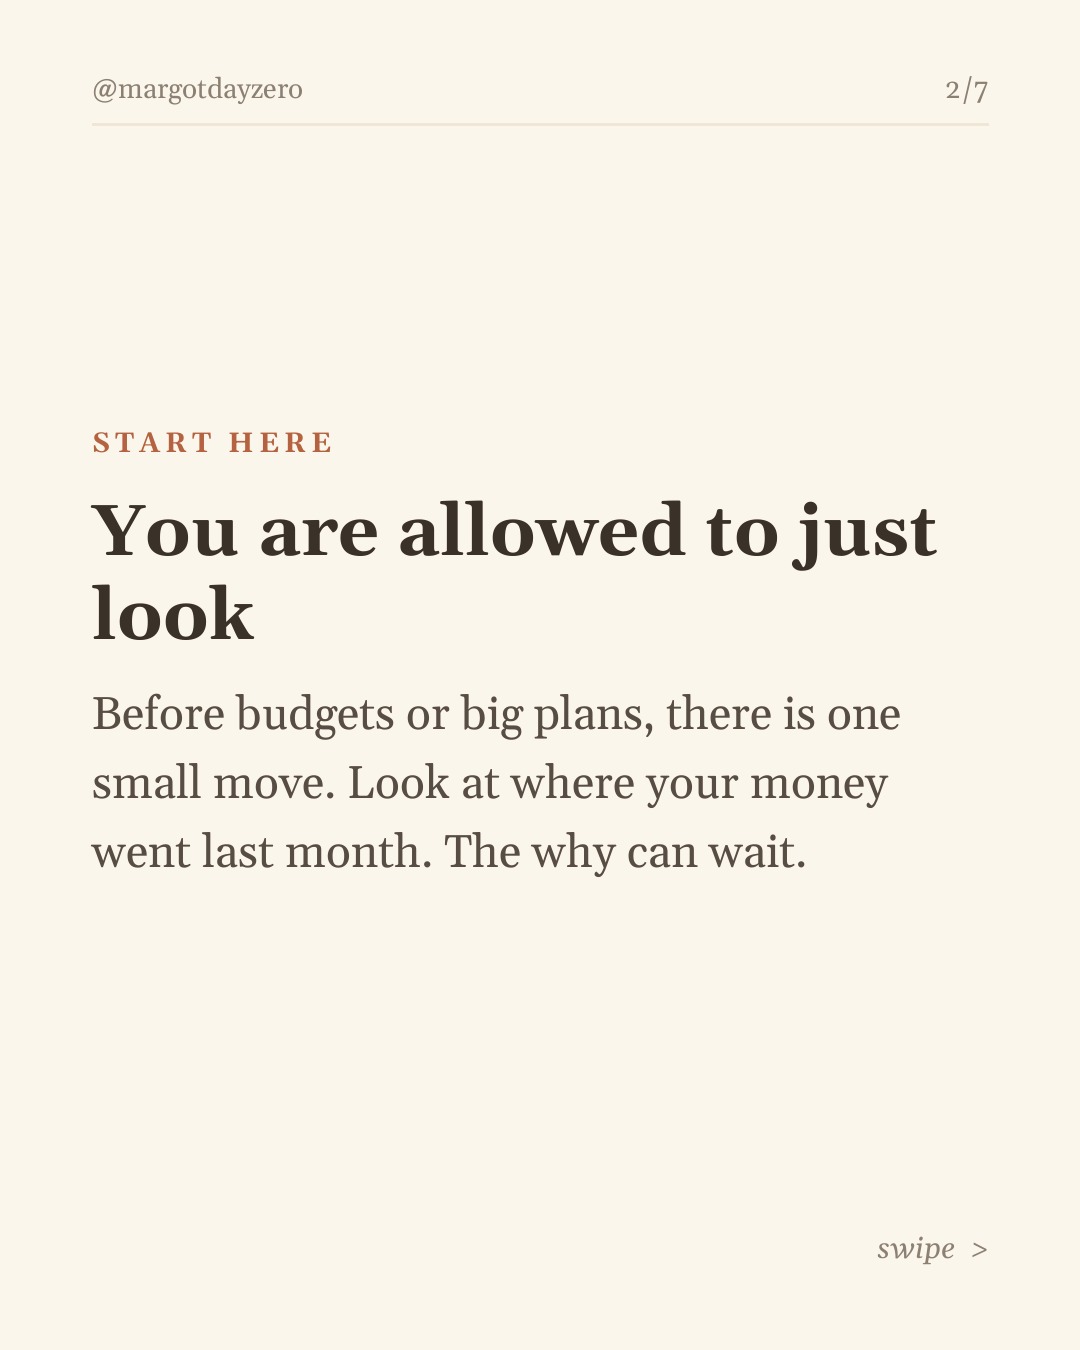 @margotdayzero
2/7
START HERE
You are allowed to just
look
Before budgets or big plans, there is one
small move. Look at where your money
went last month. The why can wait.
swipe >